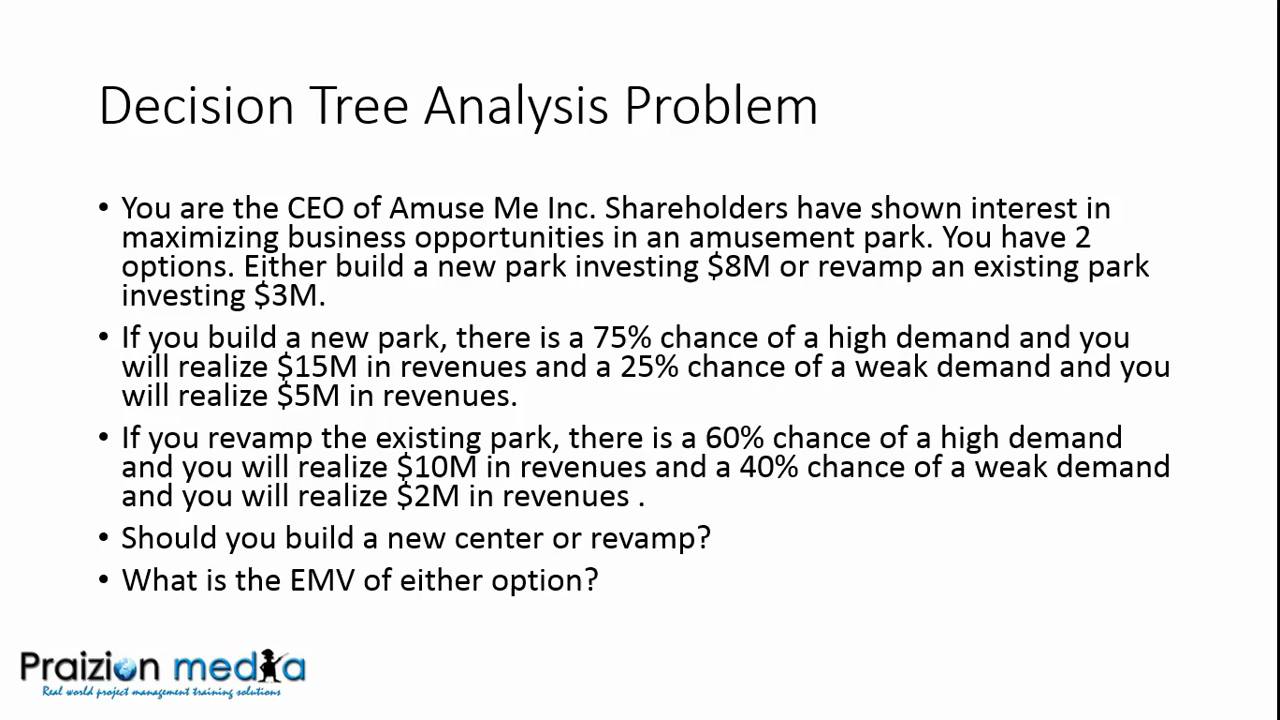 Decision Tree Analysis Problem
• You are the CEO of Amuse Me Inc. Shareholders have shown interest in
maximizing business opportunities in an amusement park. You have 2
options. Either build a new park investing $8M or revamp an existing park
investing $3M.
• If you build a new park, there is a 75% chance of a high demand and you
will realize $15M in revenues and a 25% chance of a weak demand and you
will realize $5M in revenues.
• If you revamp the existing park, there is a 60% chance of a high demand
and you will realize $10M in revenues and a 40% chance of a weak demand
and you will realize $2M in revenues .
• Should you build a new center or revamp?
• What is the EMV of either option?
Praizion media
Real world project management training solutions